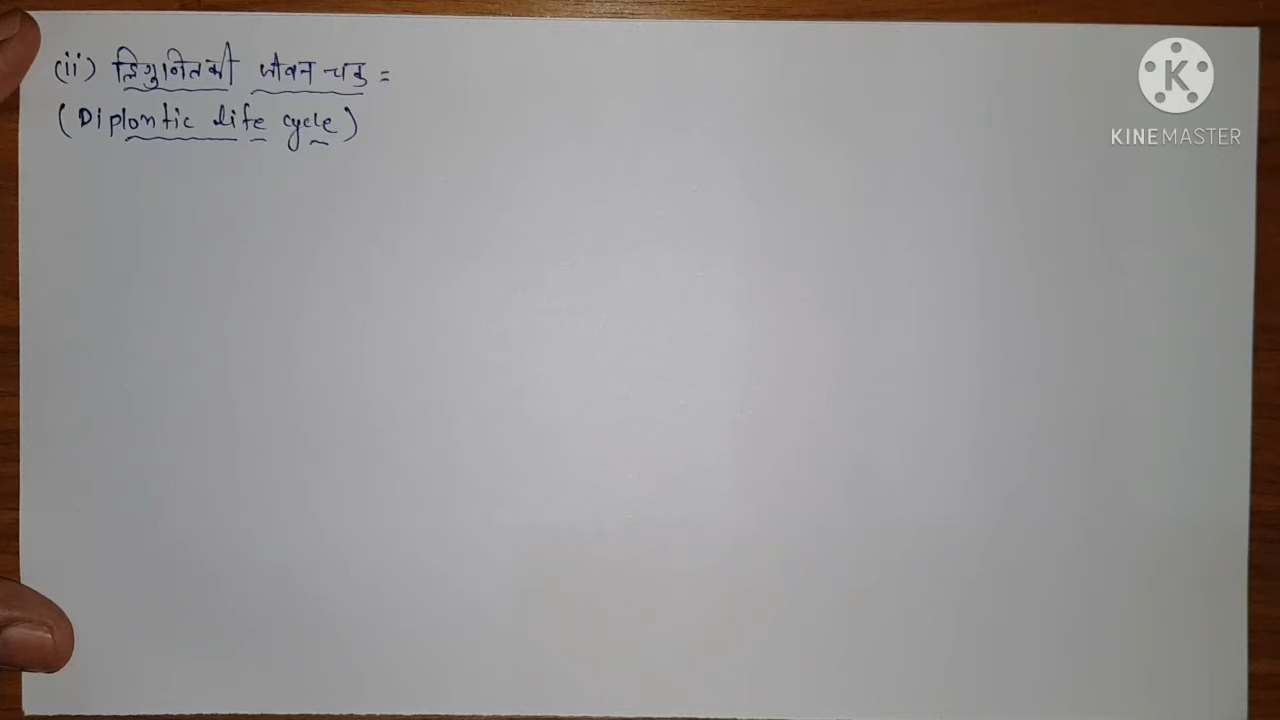 (ii) द्विगुणितकी जीवन चक्र =
(Diplontic life cycle)
K
KINEMASTER